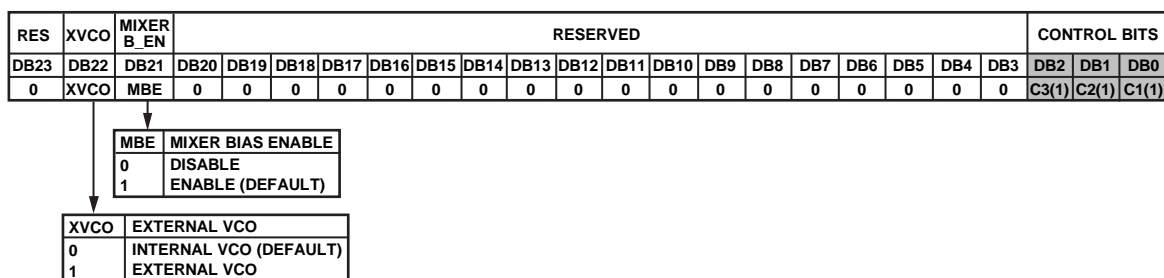 RES XVCO MIXER B_EN RESERVED CONTROL BITS
DB23 DB22 DB21 DB20 DB19 DB18 DB17 DB16 DB15 DB14 DB13 DB12 DB11 DB10 DB9 DB8 DB7 DB6 DB5 DB4 DB3 DB2 DB1 DB0
0 XVCO MBE 0 0 0 0 0 0 0 0 0 0 0 0 0 0 0 0 0 0 C3(1) C2(1) C1(1)
MBE MIXER BIAS ENABLE
0 DISABLE
1 ENABLE (DEFAULT)
XVCO EXTERNAL VCO
0 INTERNAL VCO (DEFAULT)
1 EXTERNAL VCO